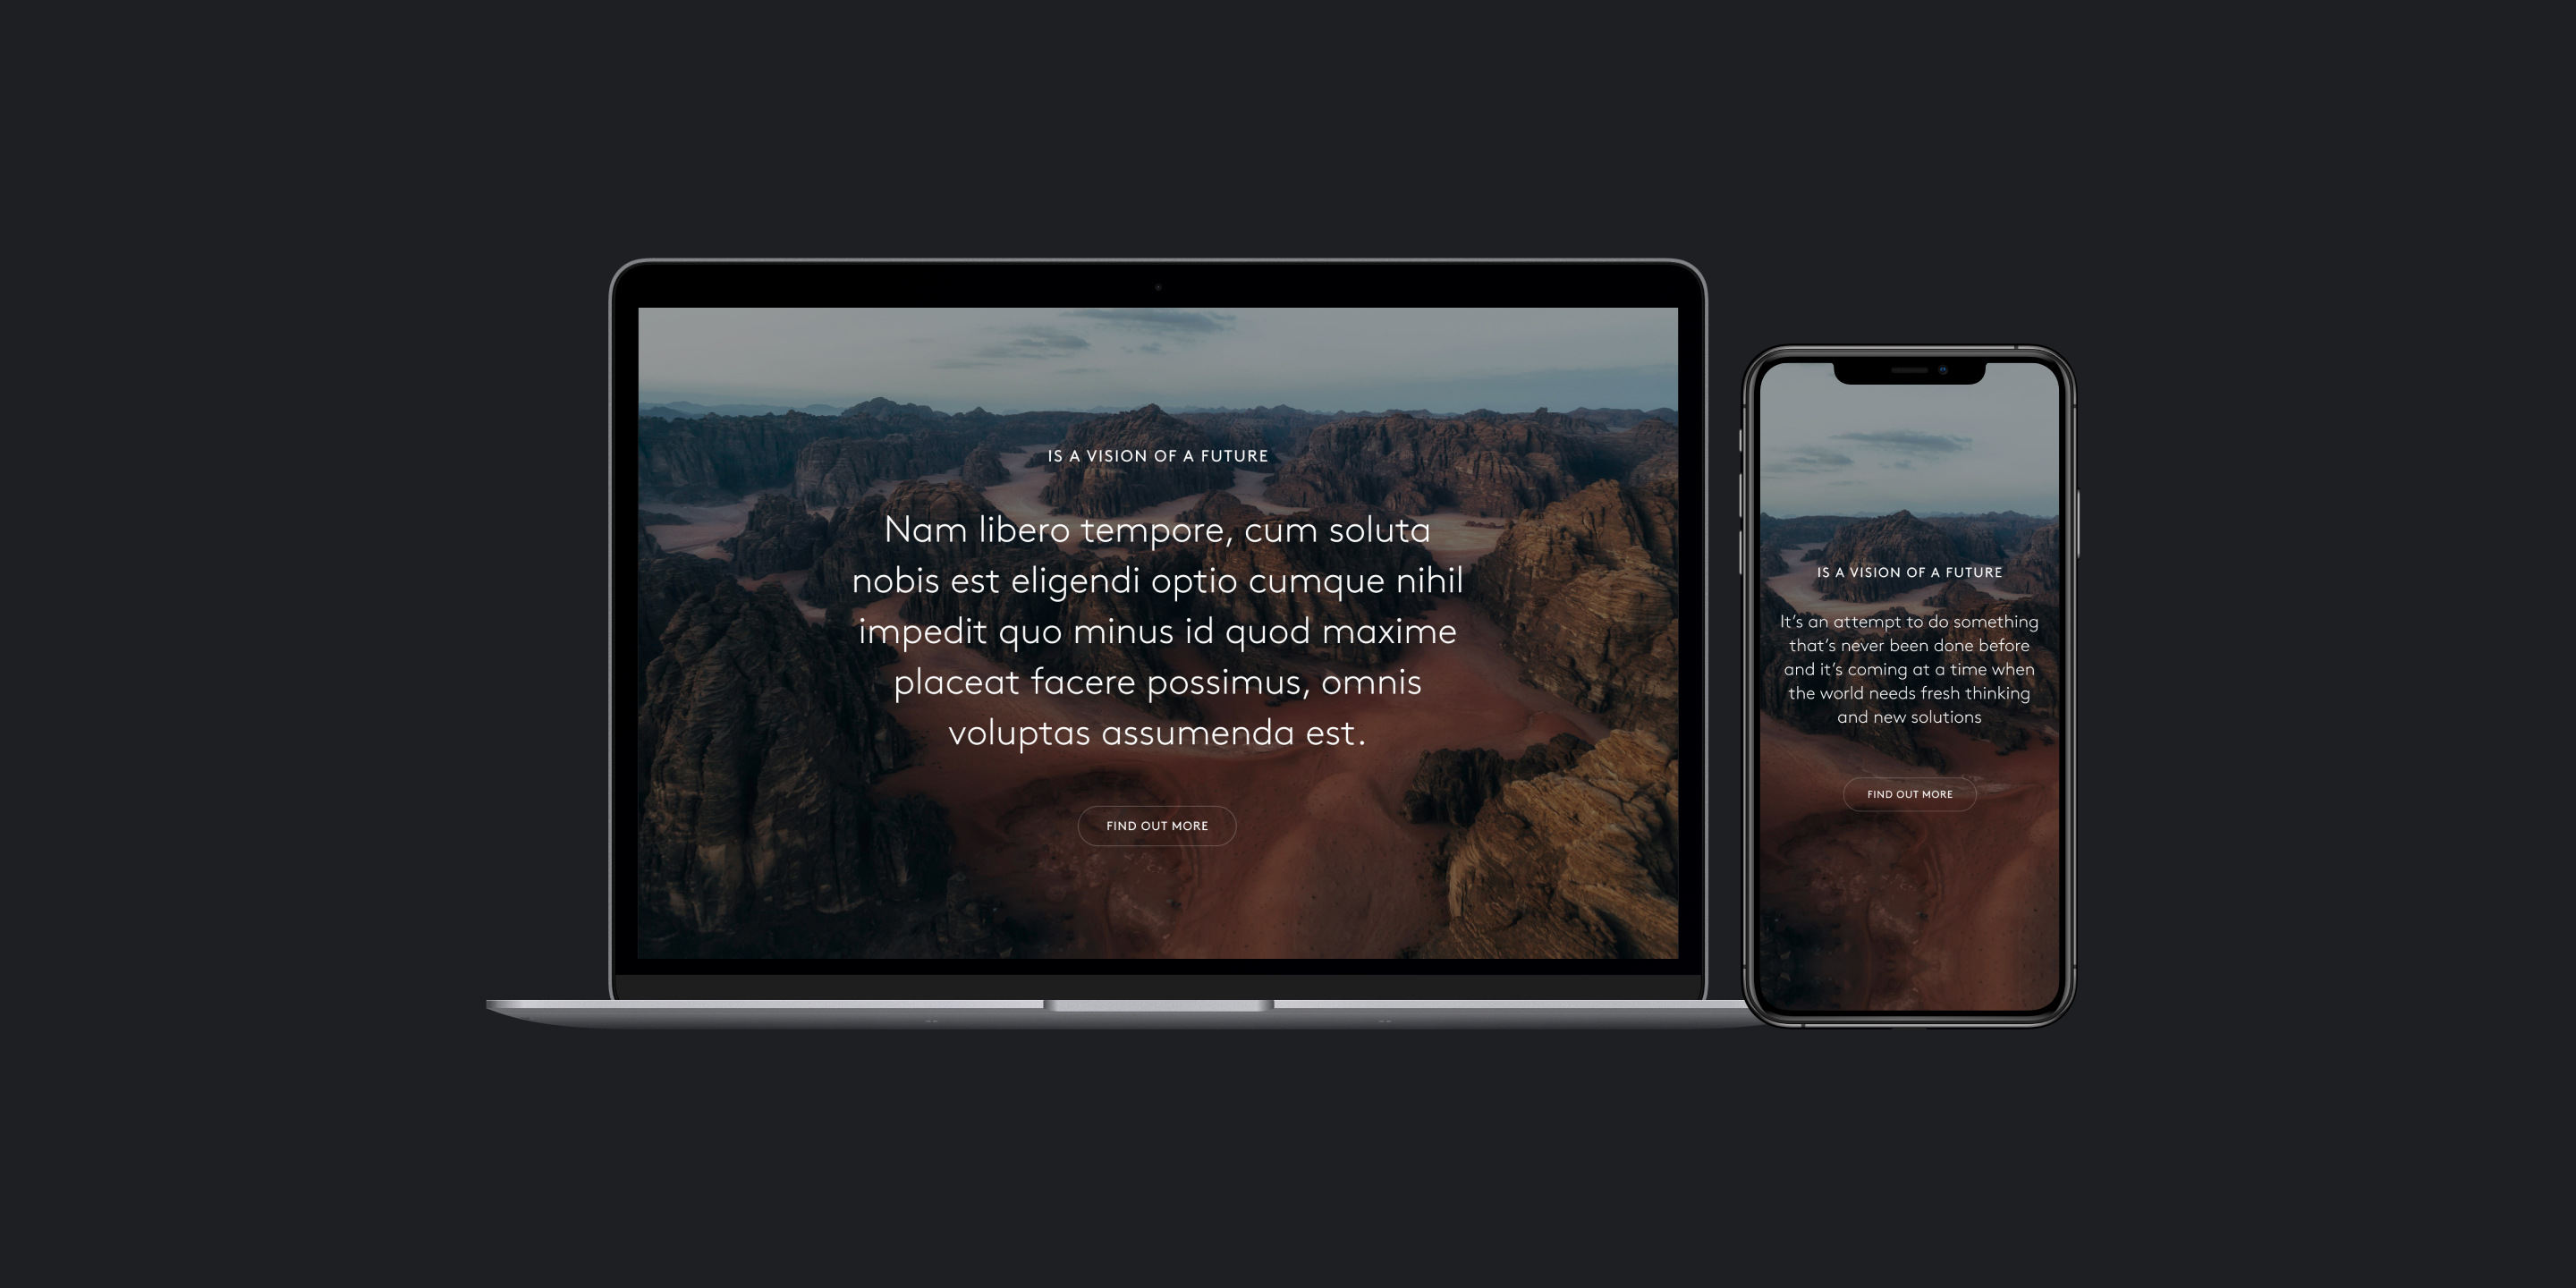 IS A VISION OF A FUTURE
Nam libero tempore, cum soluta
nobis est eligendi optio cumque nihil
impedit quo minus id quod maxime
placeat facere possimus, omnis
voluptas assumenda est.
FIND OUT MORE
IS A VISION OF A FUTURE
It’s an attempt to do something
that’s never been done before
and it’s coming at a time when
the world needs fresh thinking
and new solutions
FIND OUT MORE